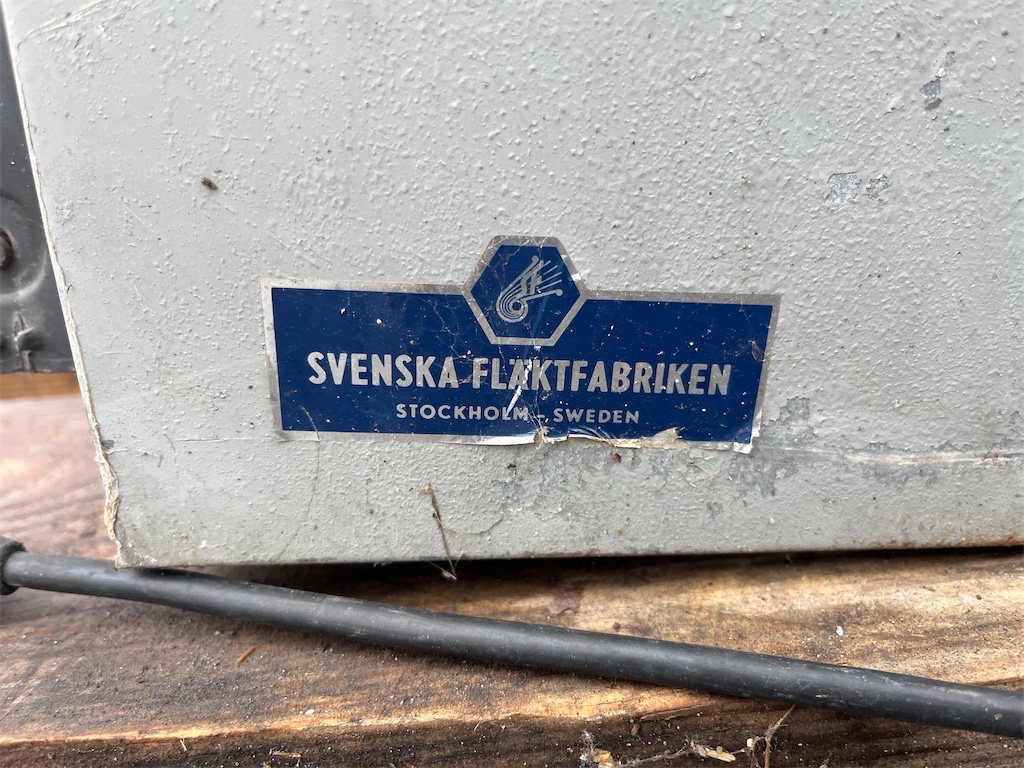 SVENSKA FLÄKTFABRIKEN
STOCKHOLM – SWEDEN